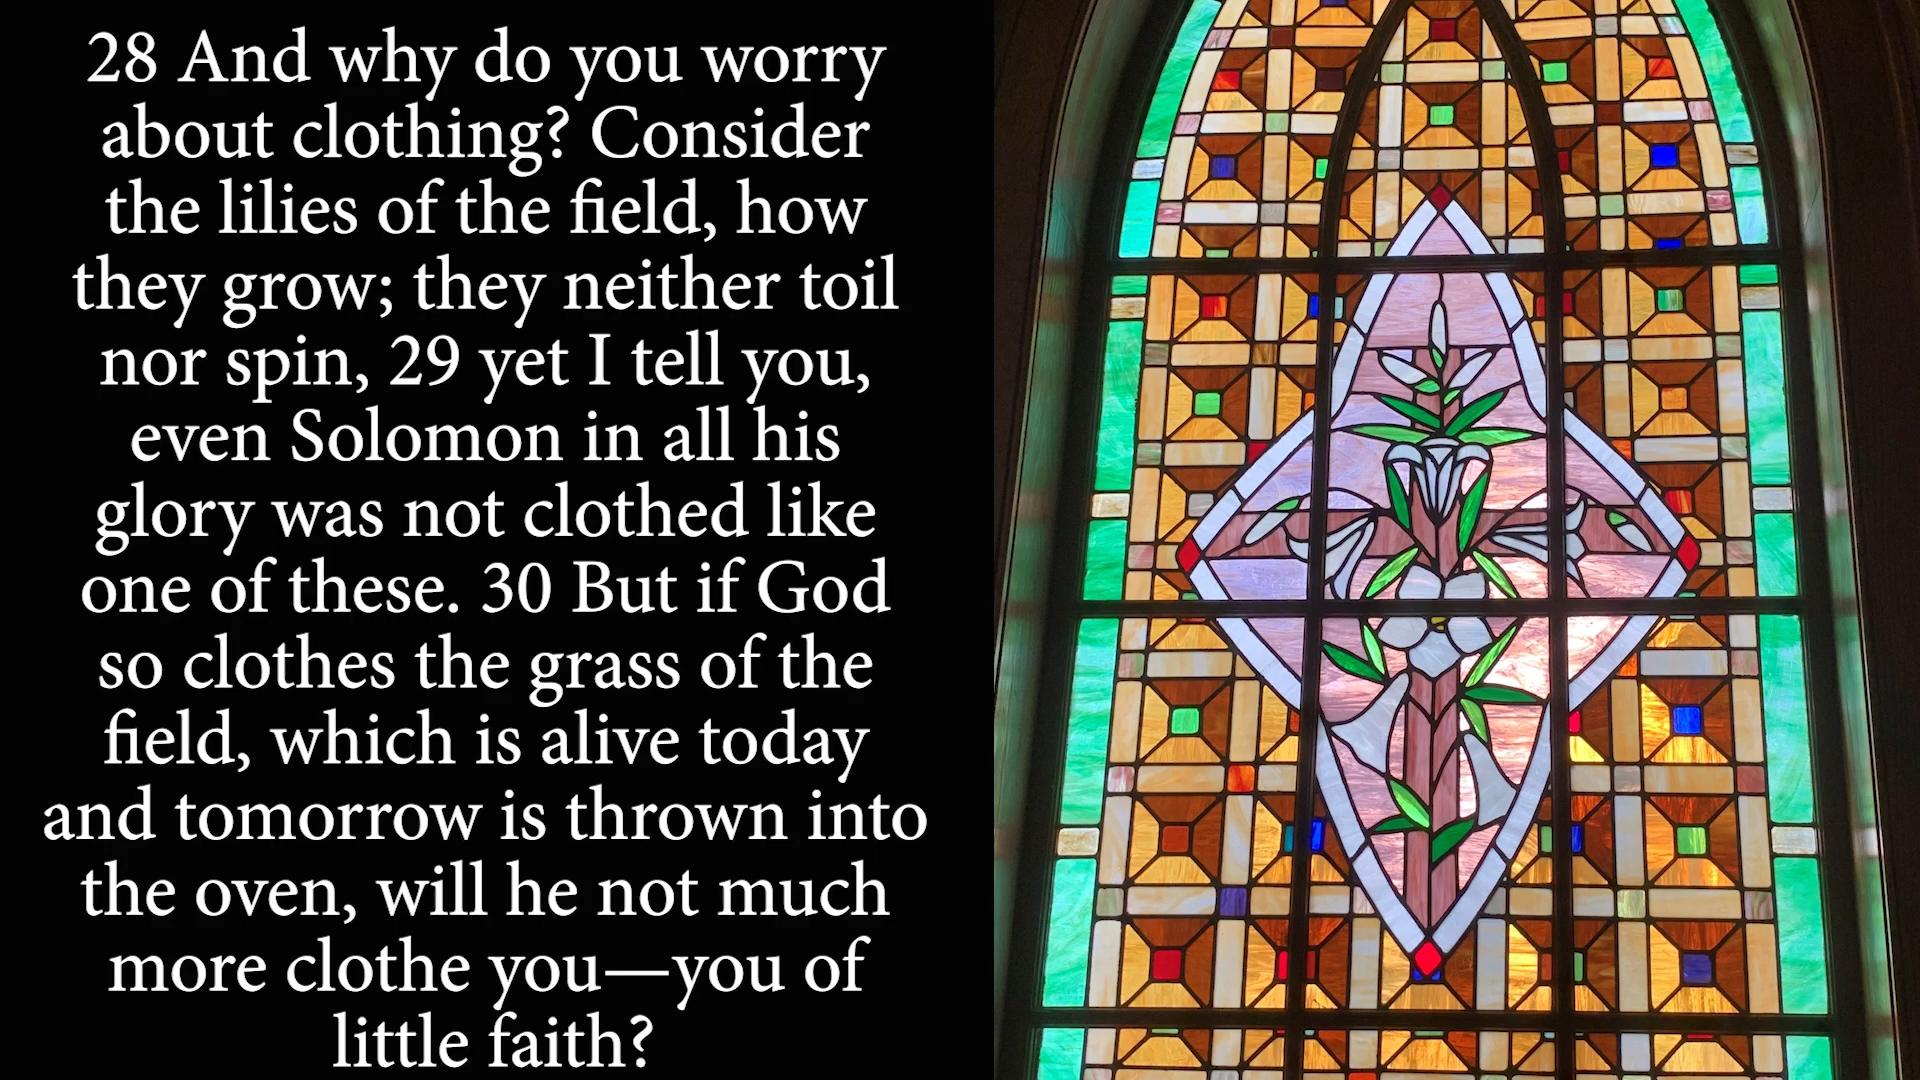 28 And why do you worry
about clothing? Consider
the lilies of the field, how
they grow; they neither toil
nor spin, 29 yet I tell you,
even Solomon in all his
glory was not clothed like
one of these. 30 But if God
so clothes the grass of the
field, which is alive today
and tomorrow is thrown into
the oven, will he not much
more clothe you—you of
little faith?